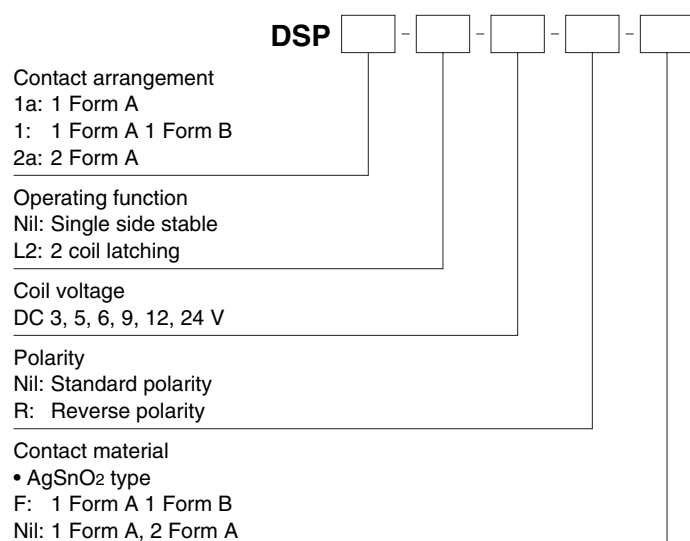 DSP - - - -
Contact arrangement
1a: 1 Form A
1: 1 Form A 1 Form B
2a: 2 Form A
Operating function
Nil: Single side stable
L2: 2 coil latching
Coil voltage
DC 3, 5, 6, 9, 12, 24 V
Polarity
Nil: Standard polarity
R: Reverse polarity
Contact material
• AgSnO2 type
F: 1 Form A 1 Form B
Nil: 1 Form A, 2 Form A